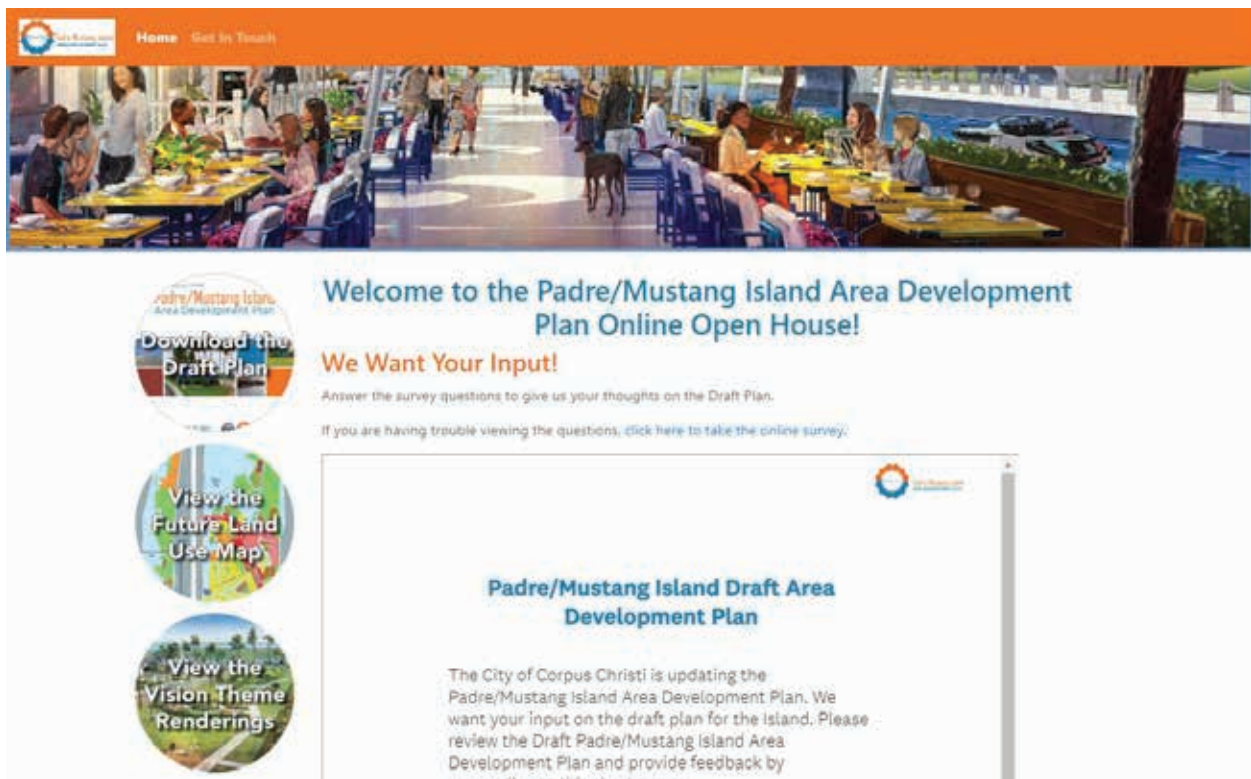 Home Get In Touch
Padre/Mustang Island
Area Development Plan
Download the
Draft Plan
View the
Future Land
Use Map
View the
Vision Theme
Renderings
Welcome to the Padre/Mustang Island Area Development
Plan Online Open House!
We Want Your Input!
Answer the survey questions to give us your thoughts on the Draft Plan.
If you are having trouble viewing the questions, click here to take the online survey.
Padre/Mustang Island Draft Area
Development Plan
The City of Corpus Christi is updating the
Padre/Mustang Island Area Development Plan. We
want your input on the draft plan for the Island. Please
review the Draft Padre/Mustang Island Area
Development Plan and provide feedback by